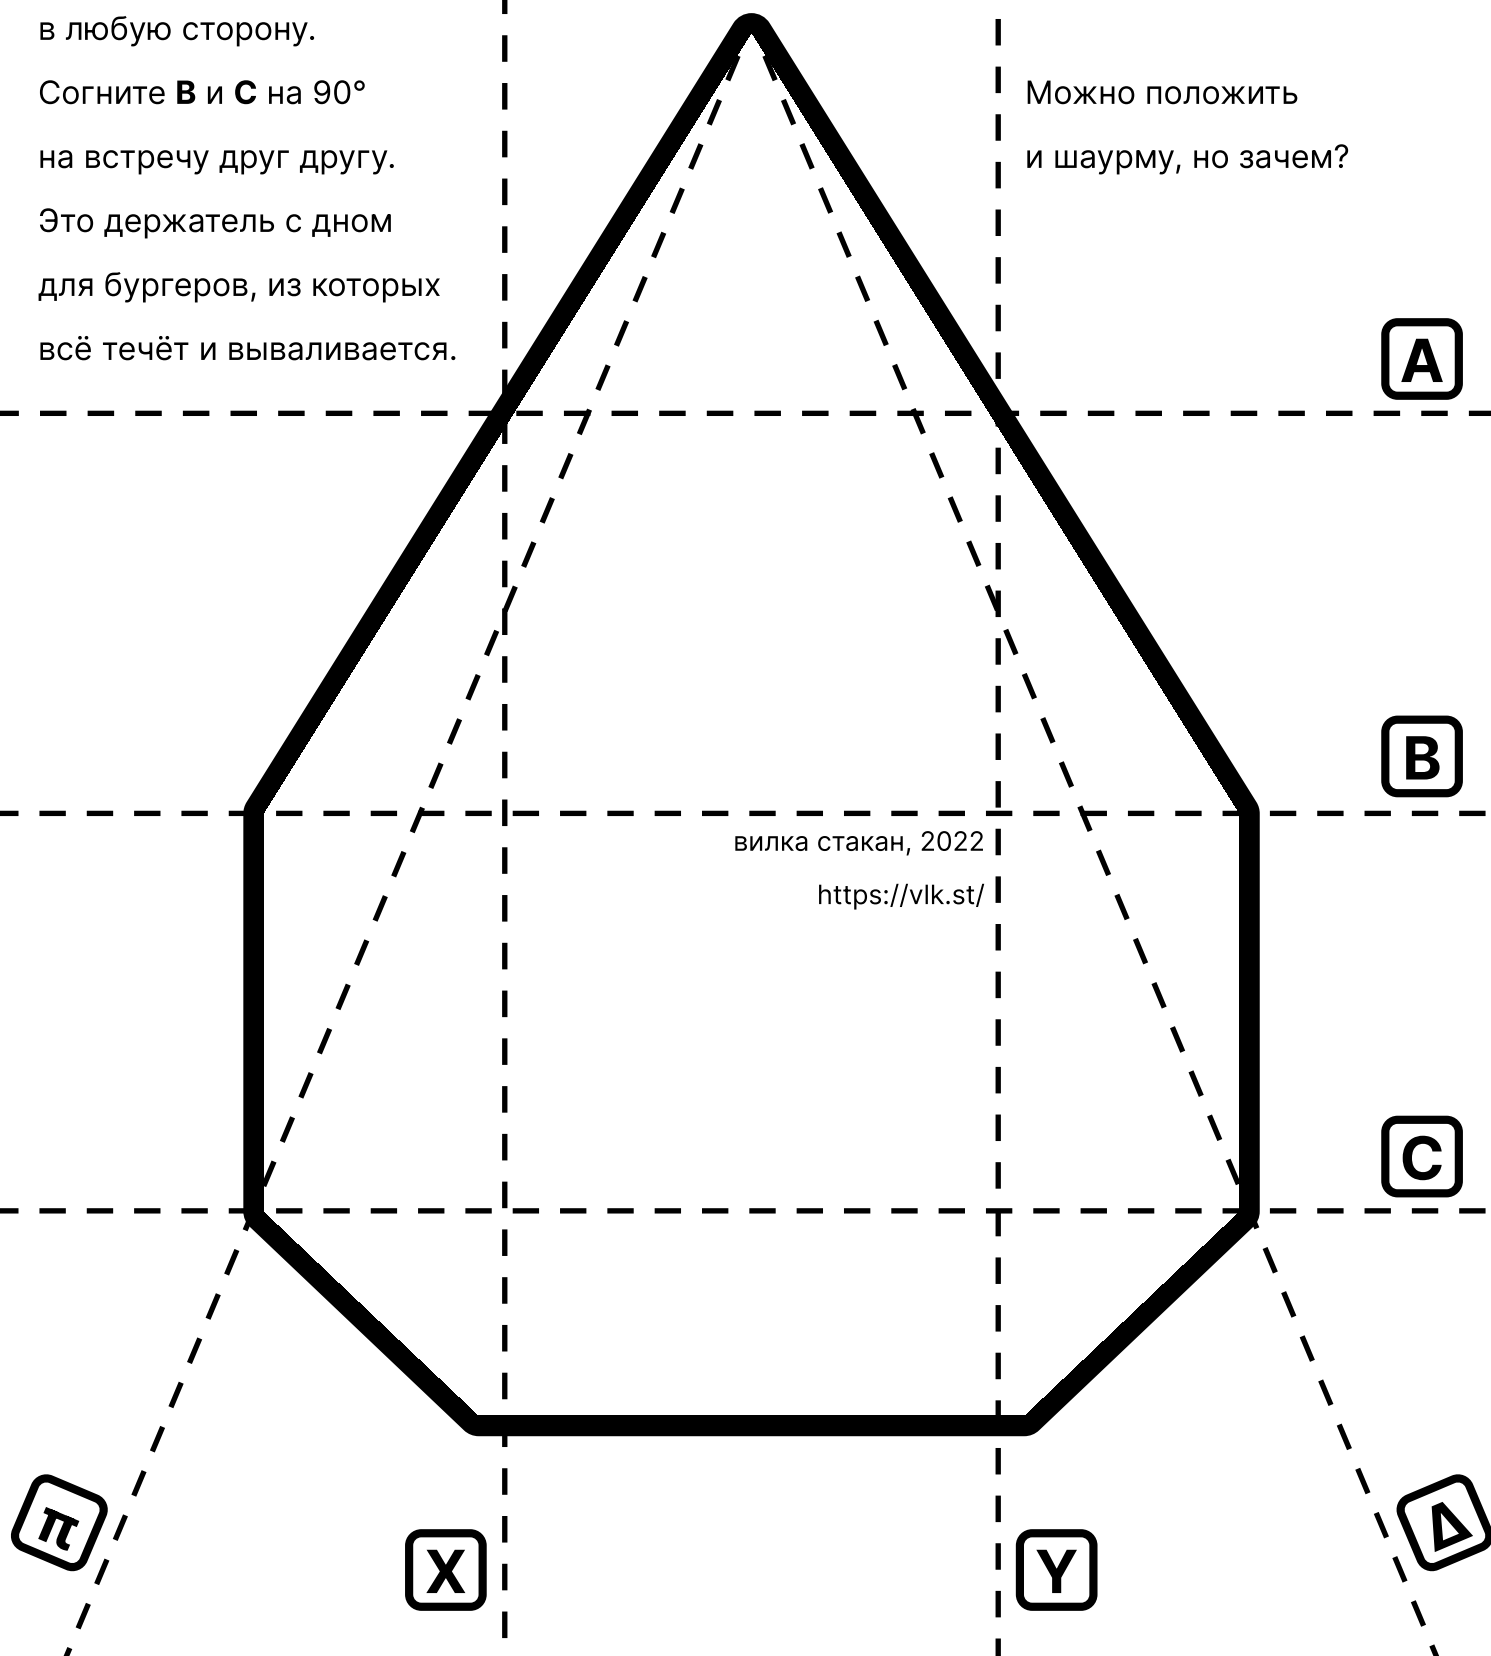 в любую сторону.
Согните B и C на 90°
на встречу друг другу.
Это держатель с дном
для бургеров, из которых
всё течёт и вываливается.
Можно положить
и шаурму, но зачем?
A
B
вилка стакан, 2022
https://vlk.st/
C
π
X
Y
Δ